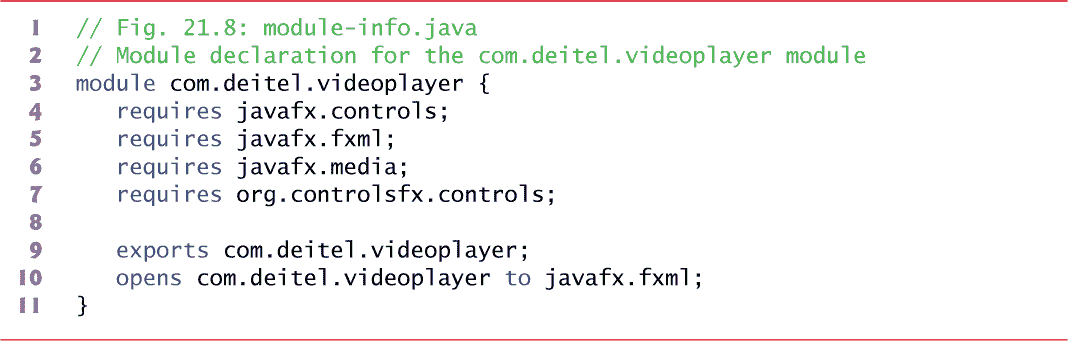 1 // Fig. 21.8: module-info.java
2 // Module declaration for the com.deitel.videoplayer module
3 module com.deitel.videoplayer {
4    requires javafx.controls;
5    requires javafx.fxml;
6    requires javafx.media;
7    requires org.controlsfx.controls;
8
9    exports com.deitel.videoplayer;
10    opens com.deitel.videoplayer to javafx.fxml;
11 }